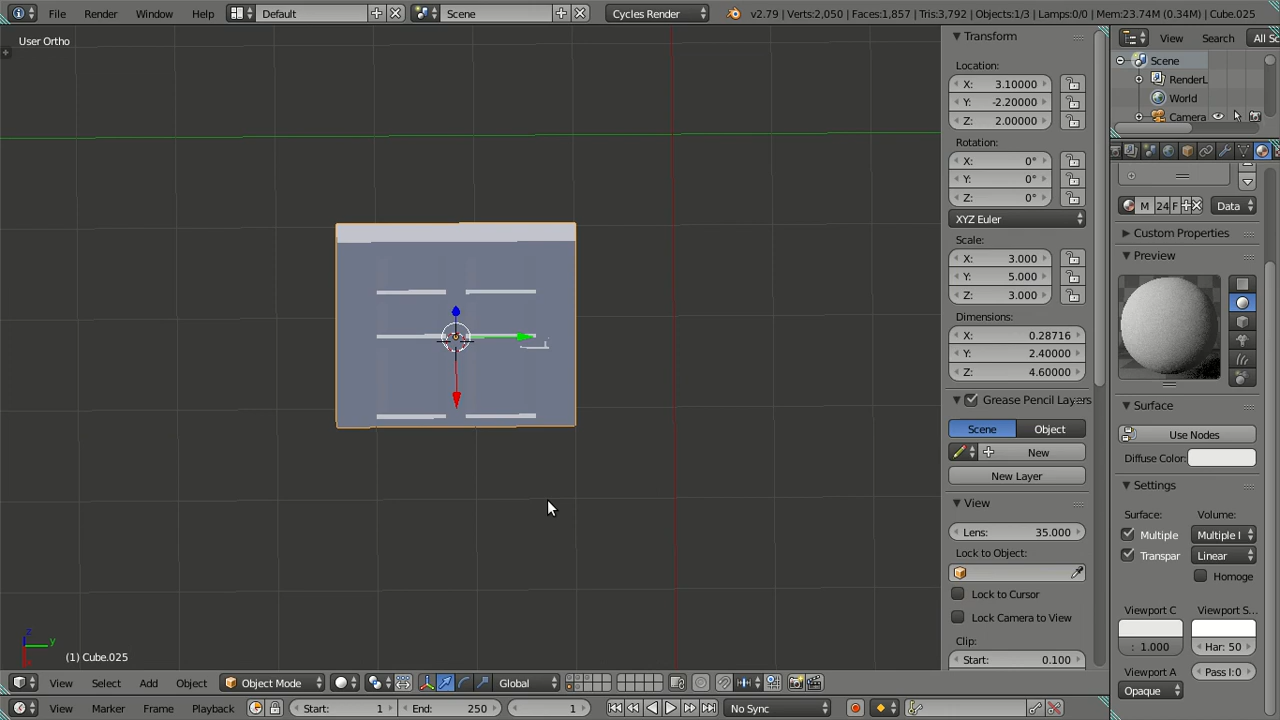 File Render Window Help Default Scene Cycles Render v2.79 | Verts:2,050 | Faces:1,857 | Tris:3,792 | Objects:1/3 | Lamps:0/0 | Mem:23.74M (0.34M) | Cube.025
User Ortho
Transform
Location:
X: 3.10000
Y: -2.20000
Z: 2.00000
Rotation:
X: 0°
Y: 0°
Z: 0°
XYZ Euler
Scale:
X: 3.000
Y: 5.000
Z: 3.000
Dimensions:
X: 0.28716
Y: 2.40000
Z: 4.60000
Grease Pencil Layers
Scene Object
New
New Layer
View
Lens: 35.000
Lock to Object:
Lock to Cursor
Lock Camera to View
Clip:
Start: 0.100
View Search All Sc
Scene
RenderL
World
Camera
M 24 F Data
Custom Properties
Preview
Surface
Use Nodes
Diffuse Color:
Settings
Surface: Volume:
Multiple Multiple I
Transpar Linear
Homoge
Viewport C Viewport S...
: 1.000 Har: 50
Viewport A Pass I:0
Opaque
z
y
(1) Cube.025
View Select Add Object Object Mode Global
View Marker Frame Playback Start: 1 End: 250 1 No Sync